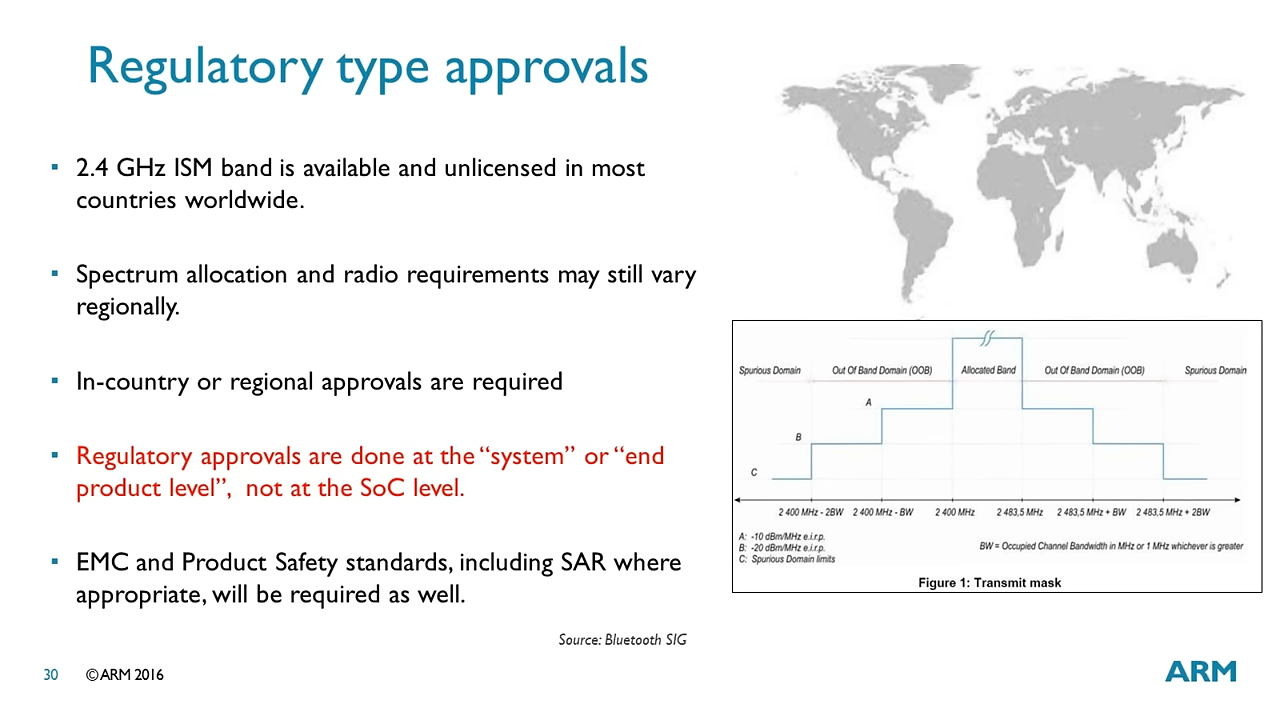 Regulatory type approvals
▪ 2.4 GHz ISM band is available and unlicensed in most
countries worldwide.
▪ Spectrum allocation and radio requirements may still vary
regionally.
▪ In-country or regional approvals are required
▪ Regulatory approvals are done at the “system” or “end
product level”, not at the SoC level.
▪ EMC and Product Safety standards, including SAR where
appropriate, will be required as well.
Source: Bluetooth SIG
Spurious Domain Out Of Band Domain (OOB) Allocated Band Out Of Band Domain (OOB) Spurious Domain
A
B
C
2 400 MHz - 2BW 2 400 MHz - BW 2 400 MHz 2 483,5 MHz 2 483,5 MHz + BW 2 483,5 MHz + 2BW
A: -10 dBm/MHz e.i.r.p.
B: -20 dBm/MHz e.i.r.p.
C: Spurious Domain limits
BW = Occupied Channel Bandwidth in MHz or 1 MHz whichever is greater
Figure 1: Transmit mask
30 © ARM 2016
ARM